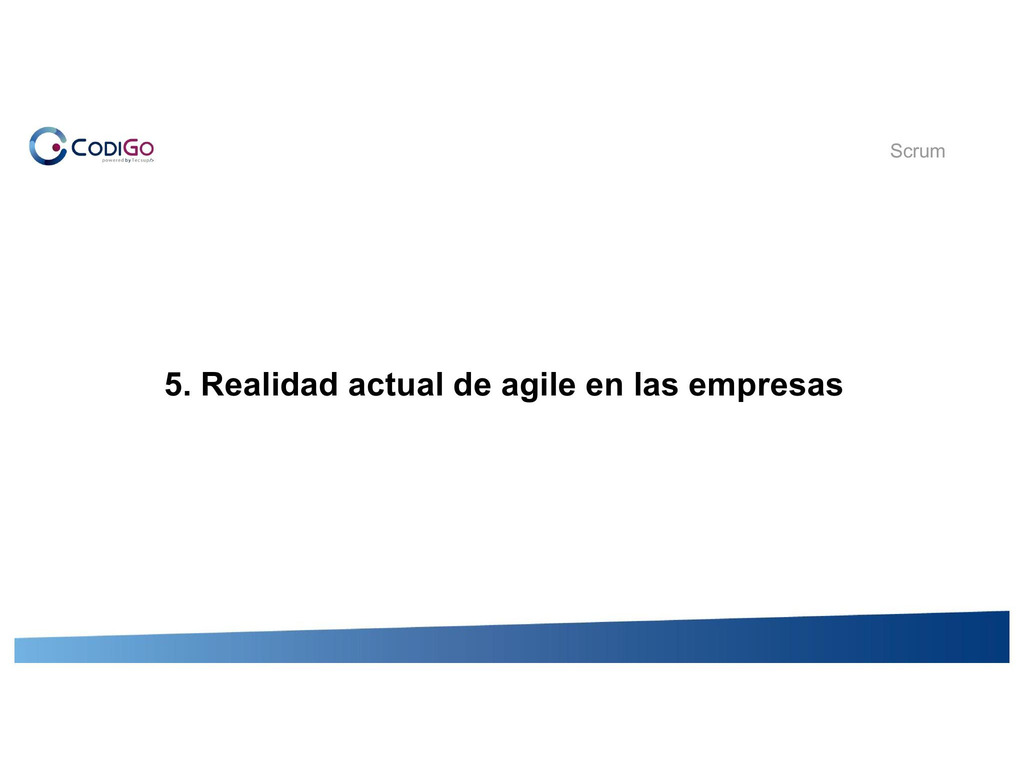 CODIGO
powered by Tecsup
Scrum
5. Realidad actual de agile en las empresas